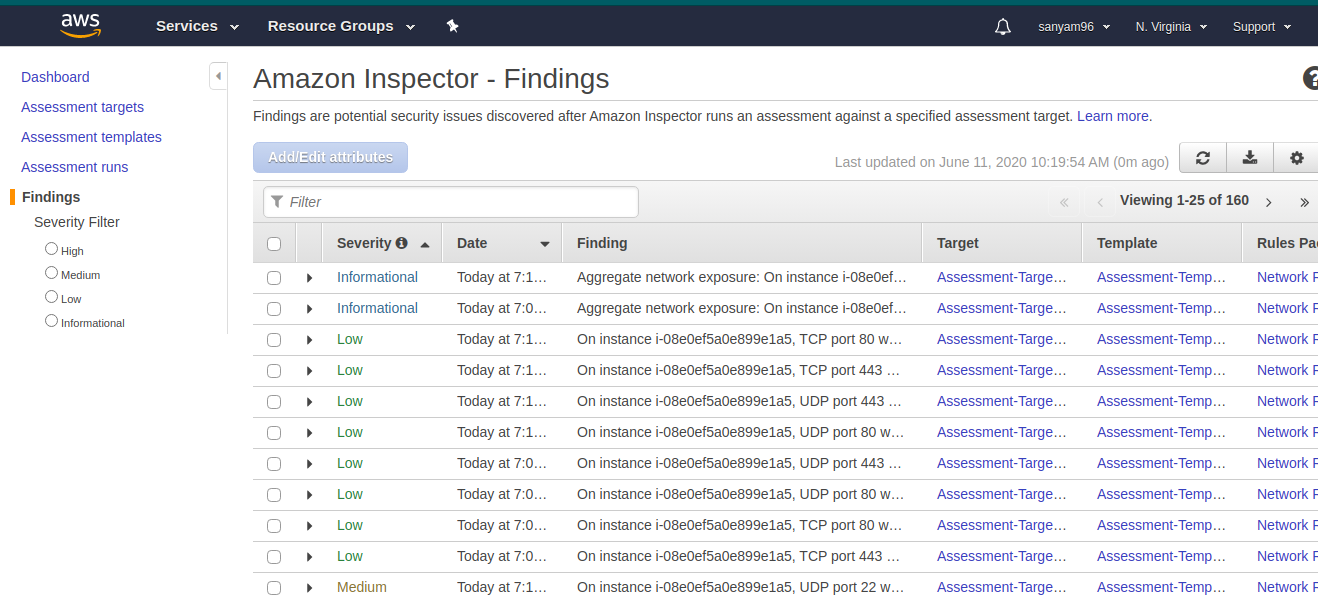 aws Services Resource Groups sanyam96 N. Virginia Support
Dashboard
Assessment targets
Assessment templates
Assessment runs
Findings
Severity Filter
High
Medium
Low
Informational
Amazon Inspector - Findings
Findings are potential security issues discovered after Amazon Inspector runs an assessment against a specified assessment target. Learn more.
Add/Edit attributes Last updated on June 11, 2020 10:19:54 AM (0m ago)
Filter « ‹ Viewing 1-25 of 160 › »
Severity Date Finding Target Template Rules Pa
Informational Today at 7:1… Aggregate network exposure: On instance i-08e0ef… Assessment-Targe… Assessment-Temp… Network
Informational Today at 7:0… Aggregate network exposure: On instance i-08e0ef… Assessment-Targe… Assessment-Temp… Network
Low Today at 7:1… On instance i-08e0ef5a0e899e1a5, TCP port 80 w… Assessment-Targe… Assessment-Temp… Network
Low Today at 7:1… On instance i-08e0ef5a0e899e1a5, TCP port 443 … Assessment-Targe… Assessment-Temp… Network
Low Today at 7:1… On instance i-08e0ef5a0e899e1a5, UDP port 443 … Assessment-Targe… Assessment-Temp… Network
Low Today at 7:1… On instance i-08e0ef5a0e899e1a5, UDP port 80 w… Assessment-Targe… Assessment-Temp… Network
Low Today at 7:0… On instance i-08e0ef5a0e899e1a5, UDP port 443 … Assessment-Targe… Assessment-Temp… Network
Low Today at 7:0… On instance i-08e0ef5a0e899e1a5, UDP port 80 w… Assessment-Targe… Assessment-Temp… Network
Low Today at 7:0… On instance i-08e0ef5a0e899e1a5, TCP port 80 w… Assessment-Targe… Assessment-Temp… Network
Low Today at 7:0… On instance i-08e0ef5a0e899e1a5, TCP port 443 … Assessment-Targe… Assessment-Temp… Network
Medium Today at 7:1… On instance i-08e0ef5a0e899e1a5, UDP port 22 w… Assessment-Targe… Assessment-Temp… Network